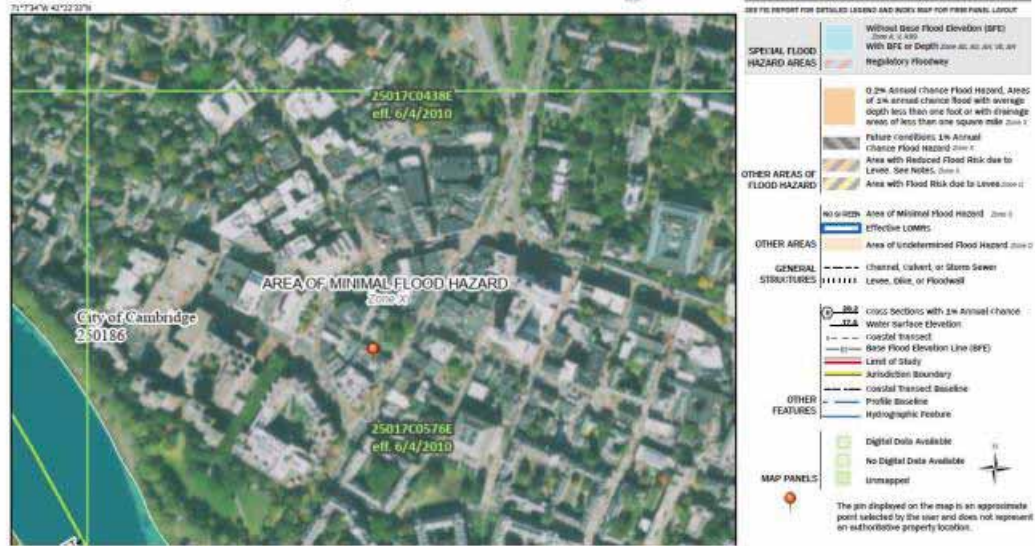 71°7'34"W 42°22'33"N
25017C0438E
eff. 6/4/2010
AREA OF MINIMAL FLOOD HAZARD
Zone X
City of Cambridge
250186
25017C0576E
eff. 6/4/2010
SEE FIS REPORT FOR DETAILED LEGEND AND INDEX MAP FOR FIRM PANEL LAYOUT
SPECIAL FLOOD
HAZARD AREAS
Without Base Flood Elevation (BFE)
Zone A, V, A99
With BFE or Depth Zone AE, AO, AH, VE, AR
Regulatory Floodway
OTHER AREAS OF
FLOOD HAZARD
0.2% Annual Chance Flood Hazard, Areas
of 1% annual chance flood with average
depth less than one foot or with drainage
areas of less than one square mile Zone X
Future Conditions 1% Annual
Chance Flood Hazard Zone X
Area with Reduced Flood Risk due to
Levee. See Notes. Zone X
Area with Flood Risk due to Levee Zone D
OTHER AREAS
NO SCREEN Area of Minimal Flood Hazard Zone X
Effective LOMRs
Area of Undetermined Flood Hazard Zone D
GENERAL
STRUCTURES
Channel, Culvert, or Storm Sewer
Levee, Dike, or Floodwall
OTHER
FEATURES
20.2 Cross Sections with 1% Annual Chance
17.5 Water Surface Elevation
Coastal Transect
Base Flood Elevation Line (BFE)
Limit of Study
Jurisdiction Boundary
Coastal Transect Baseline
Profile Baseline
Hydrographic Feature
MAP PANELS
Digital Data Available
No Digital Data Available
Unmapped
N
The pin displayed on the map is an approximate
point selected by the user and does not represent
an authoritative property location.